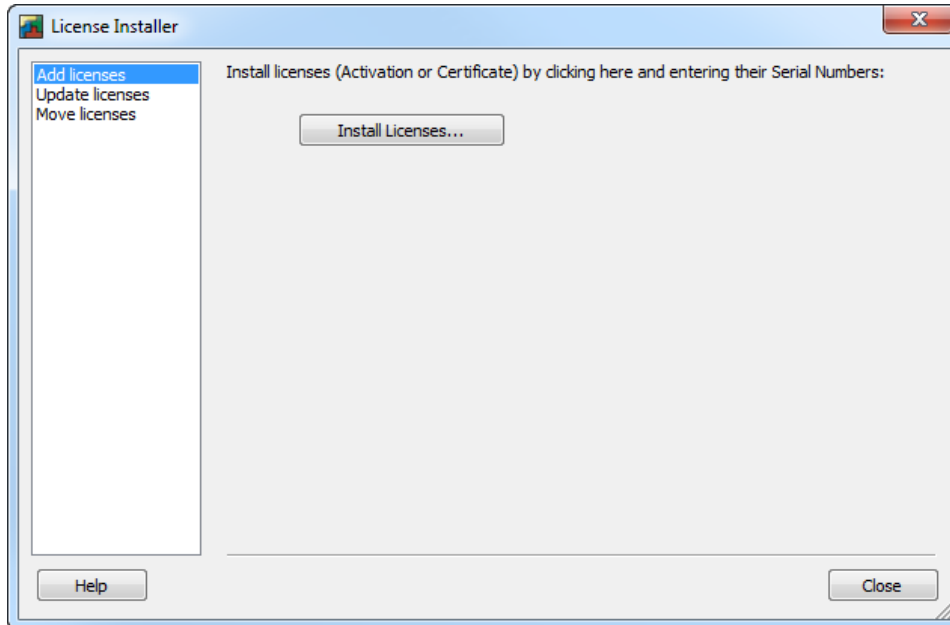 License Installer
Add licenses
Update licenses
Move licenses
Install licenses (Activation or Certificate) by clicking here and entering their Serial Numbers:
Install Licenses...
Help
Close